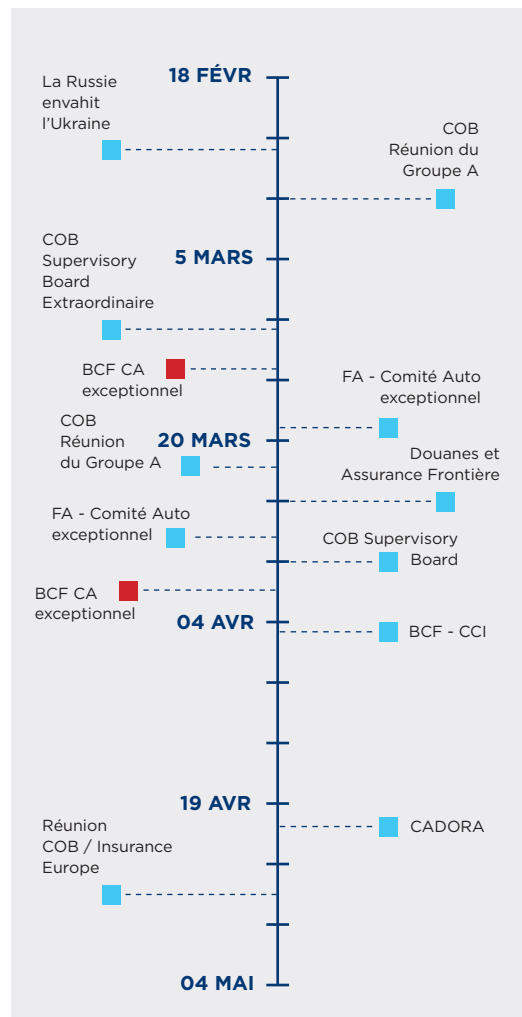 18 FÉVR
La Russie
envahit
l'Ukraine
COB
Réunion du
Groupe A
COB
Supervisory
Board
Extraordinaire
5 MARS
BCF CA
exceptionnel
FA - Comité Auto
exceptionnel
COB
Réunion
du Groupe A
20 MARS
Douanes et
Assurance Frontière
FA - Comité Auto
exceptionnel
COB Supervisory
Board
BCF CA
exceptionnel
04 AVR
BCF - CCI
19 AVR
Réunion
COB / Insurance
Europe
CADORA
04 MAI